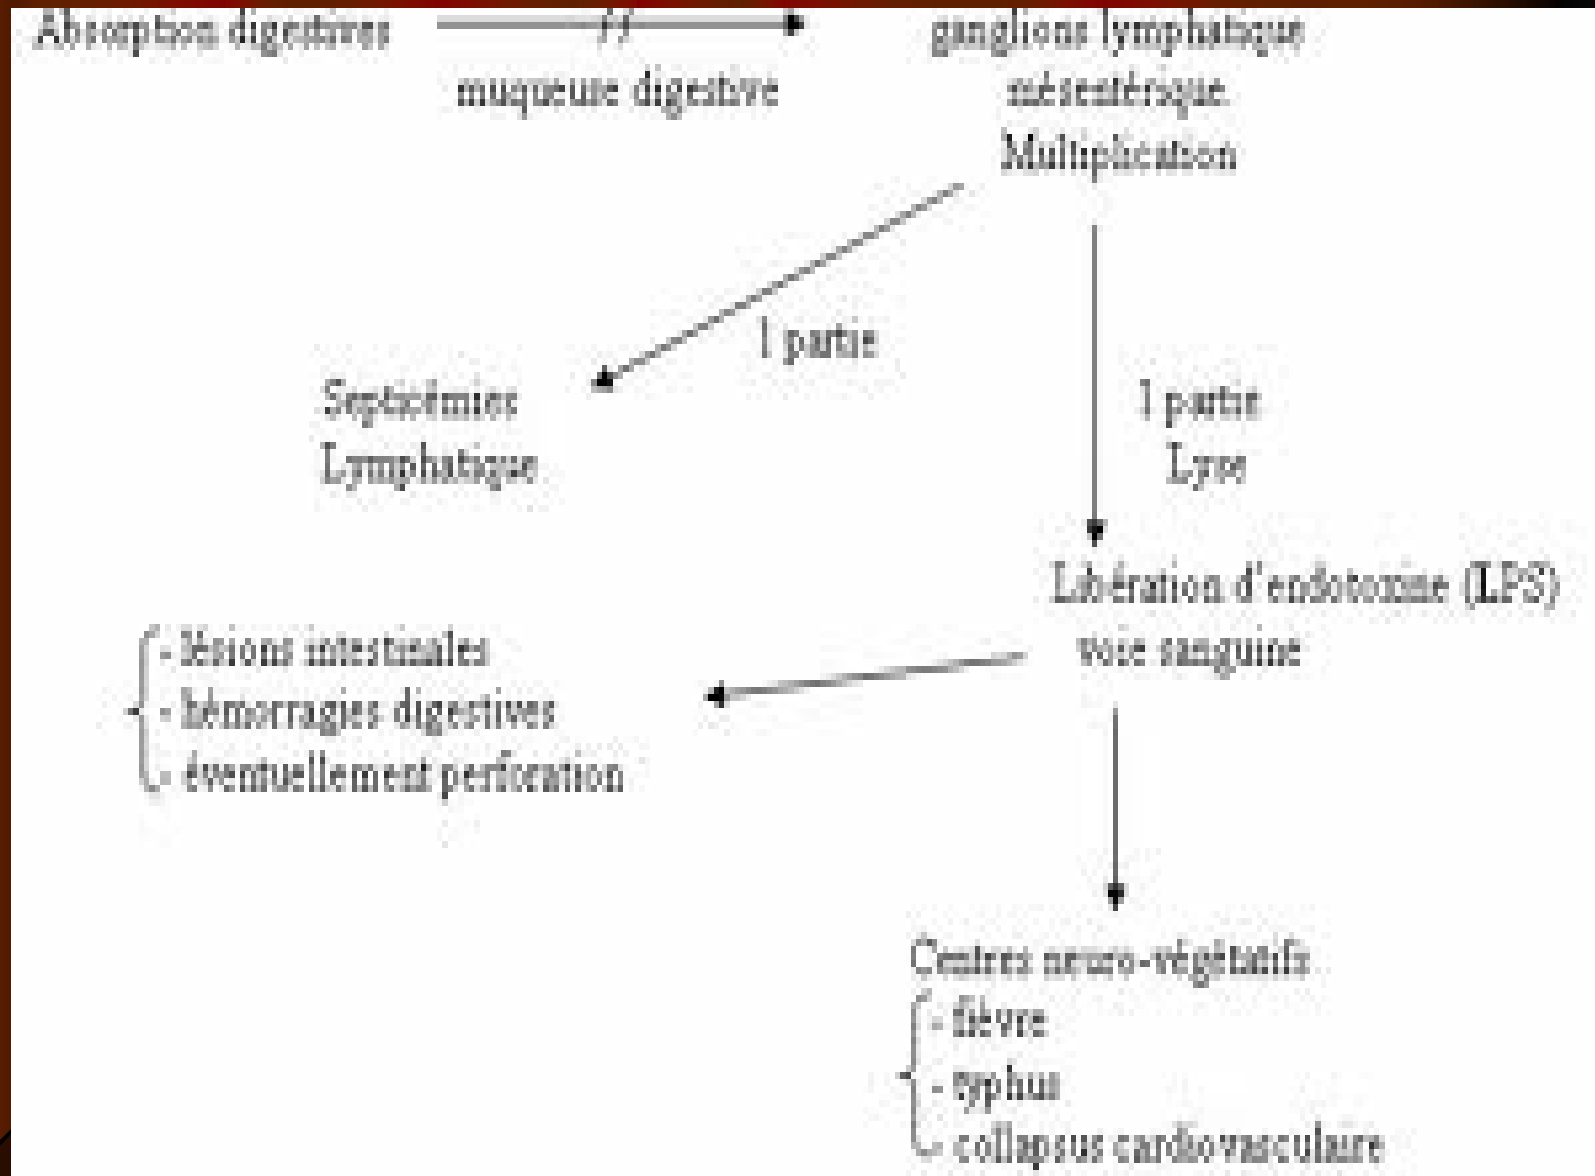 Absorption digestives
ganglions lymphatique
muqueuse digestive
mésentérique.
Multiplication
1 partie
Septicémies
Lymphatique
1 partie
Lyse
Libération d'endotoxine (LPS)
voie sanguine
- lésions intestinales
- hémorragies digestives
- éventuellement perforation
Centres neuro-végétatifs
- fièvre
- typhus
- collapsus cardiovasculaire